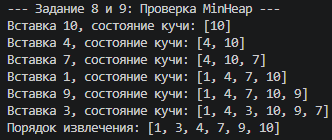 --- Задание 8 и 9: Проверка MinHeap ---
Вставка 10, состояние кучи: [10]
Вставка 4, состояние кучи: [4, 10]
Вставка 7, состояние кучи: [4, 10, 7]
Вставка 1, состояние кучи: [1, 4, 7, 10]
Вставка 9, состояние кучи: [1, 4, 7, 10, 9]
Вставка 3, состояние кучи: [1, 4, 3, 10, 9, 7]
Порядок извлечения: [1, 3, 4, 7, 9, 10]